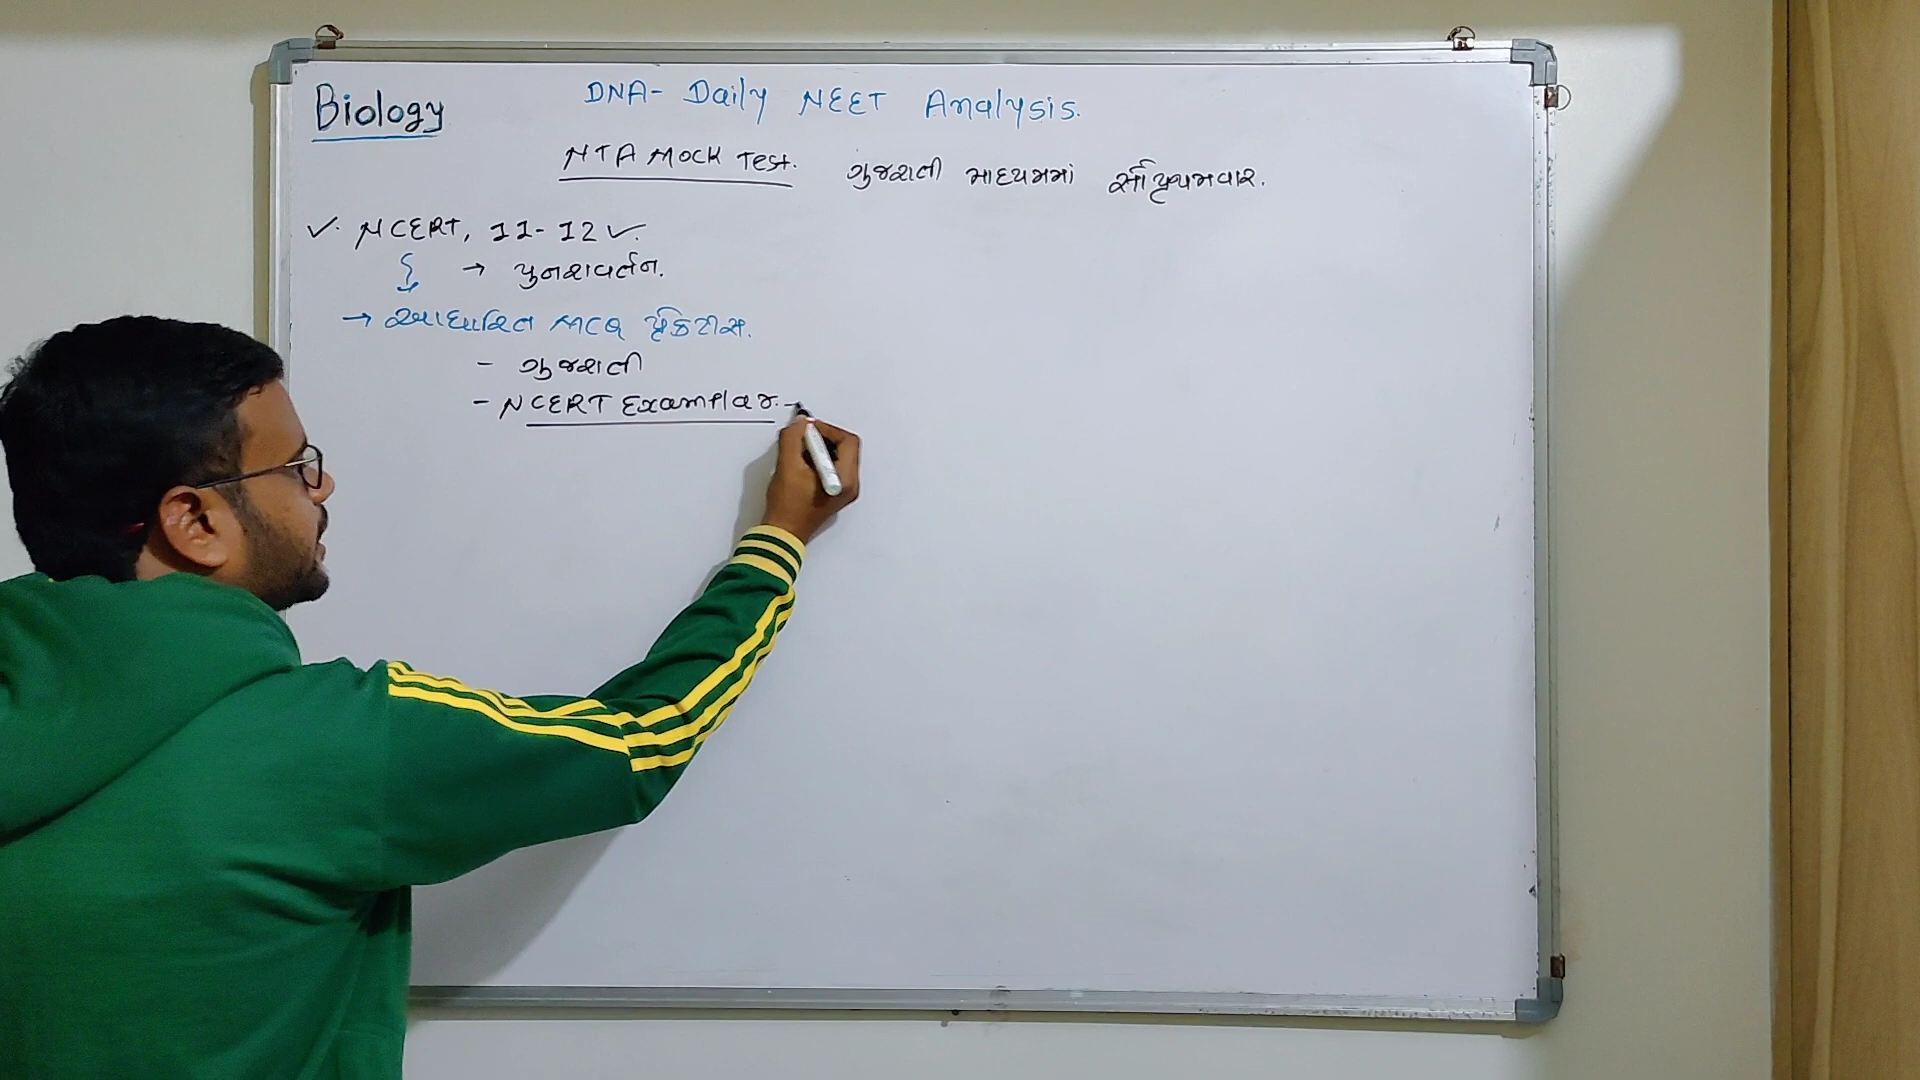 Biology
DNA- Daily NEET Analysis.
NTA MOCK Test. ગુજરાતી માધ્યમમાં સૌપ્રથમવાર.
✓. NCERT, 11-12 ✓.
→ પુનરાવર્તન.
→ આધારિત MCQ પ્રેક્ટિસ.
- ગુજરાતી
- NCERT Examplar. -